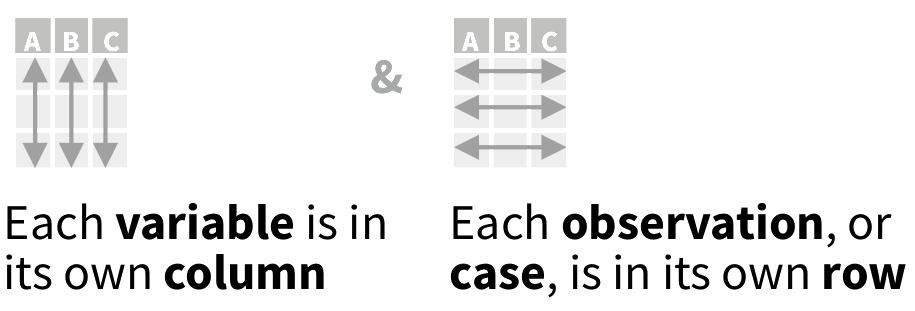 A B C
Each variable is in
its own column
&
A B C
Each observation, or
case, is in its own row